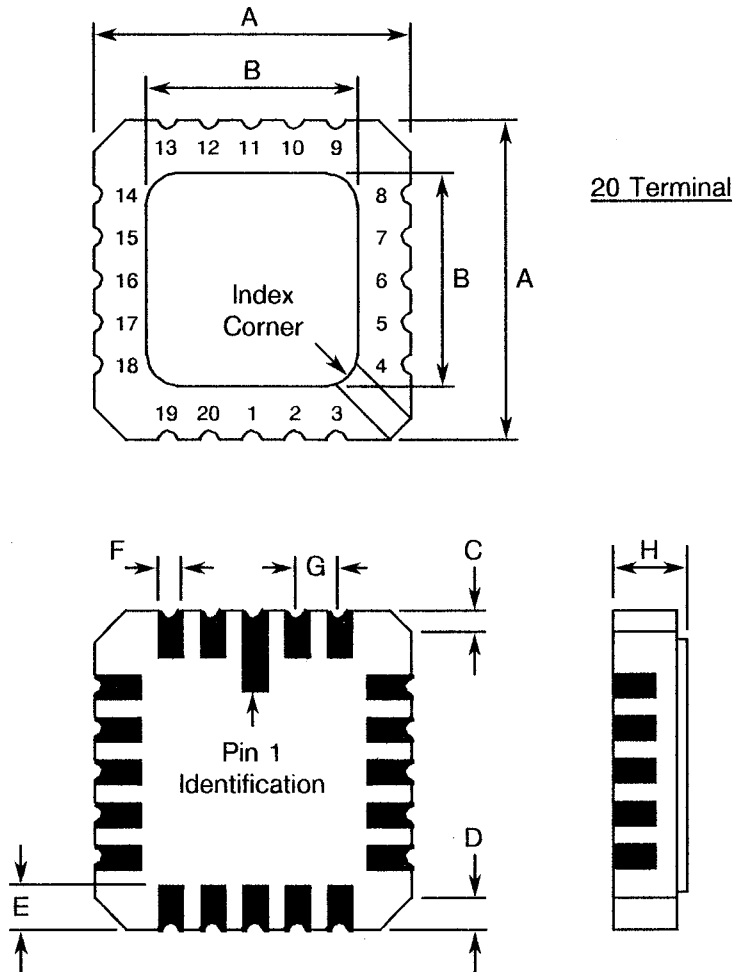 A
B
13 12 11 10 9
14 8
20 Terminal
15 7
16 6
B A
Index
Corner
17 5
18 4
19 20 1 2 3
F G C H
Pin 1
Identification
D
E